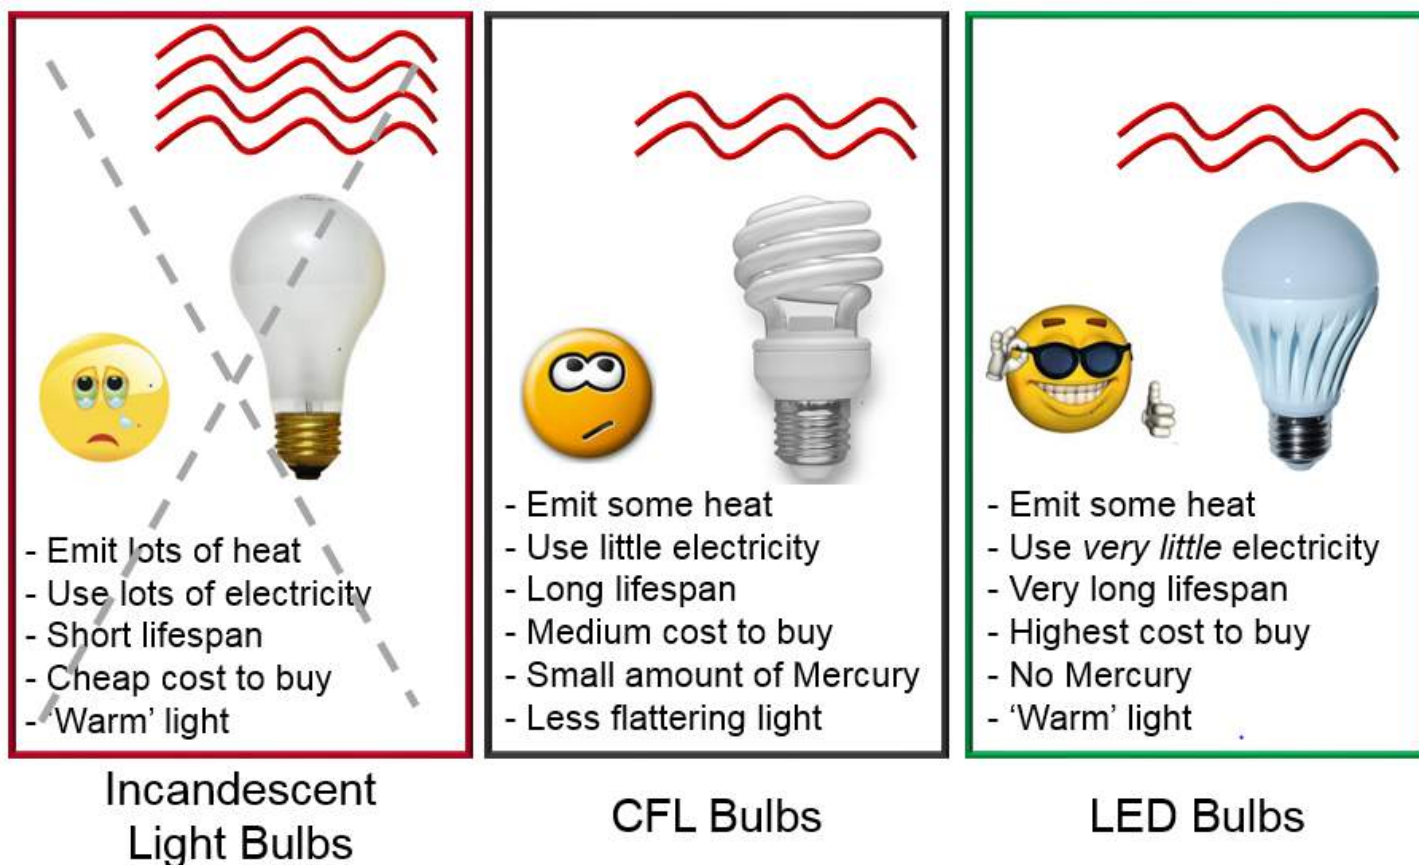 - Emit lots of heat
- Use lots of electricity
- Short lifespan
- Cheap cost to buy
- 'Warm' light
Incandescent
Light Bulbs
- Emit some heat
- Use little electricity
- Long lifespan
- Medium cost to buy
- Small amount of Mercury
- Less flattering light
CFL Bulbs
- Emit some heat
- Use very little electricity
- Very long lifespan
- Highest cost to buy
- No Mercury
- ‘Warm’ light
LED Bulbs